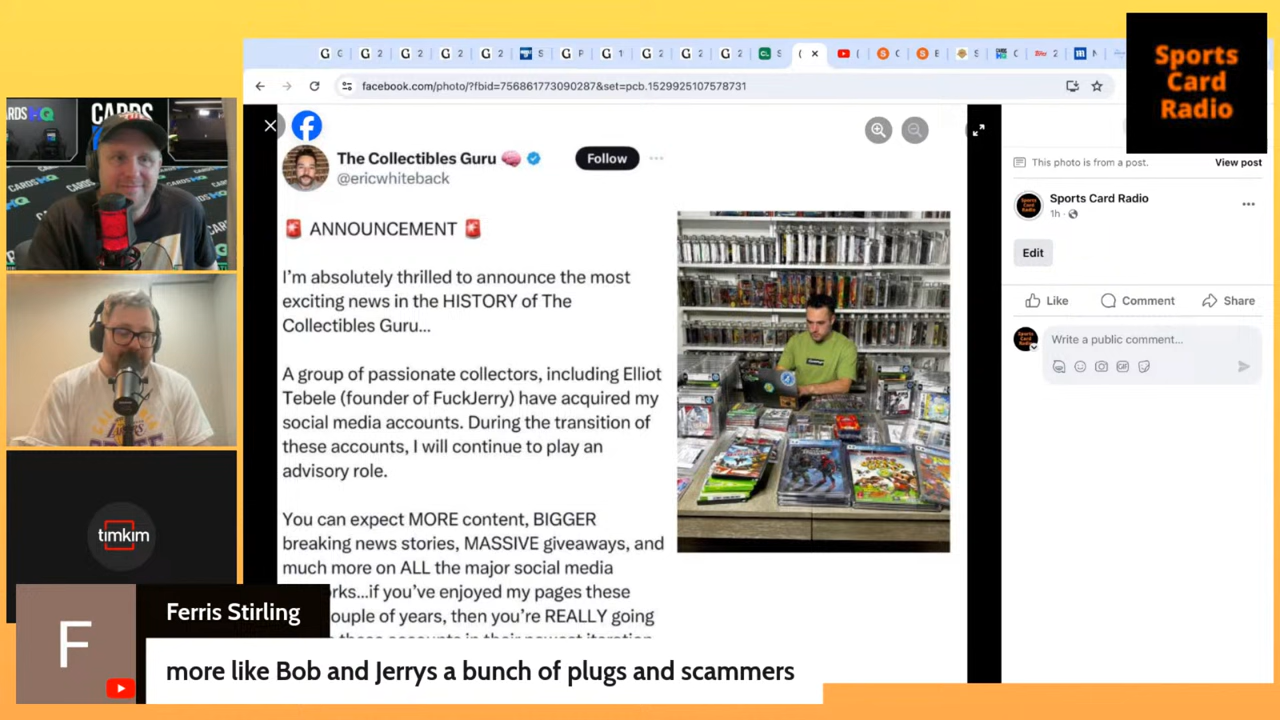 facebook.com/photo/?fbid=756861773090287&set=pcb.1529925107578731
Sports
Card
Radio
CARDS HQ
The Collectibles Guru
@ericwhiteback
Follow
🚨 ANNOUNCEMENT 🚨
I'm absolutely thrilled to announce the most
exciting news in the HISTORY of The
Collectibles Guru...
A group of passionate collectors, including Elliot
Tebele (founder of FuckJerry) have acquired my
social media accounts. During the transition of
these accounts, I will continue to play an
advisory role.
You can expect MORE content, BIGGER
breaking news stories, MASSIVE giveaways, and
much more on ALL the major social media
if you've enjoyed my pages these
ouple of years, then you're REALLY going
This photo is from a post.
View post
Sports Card Radio
1h
Edit
Like
Comment
Share
Write a public comment...
timkim
F
Ferris Stirling
more like Bob and Jerrys a bunch of plugs and scammers